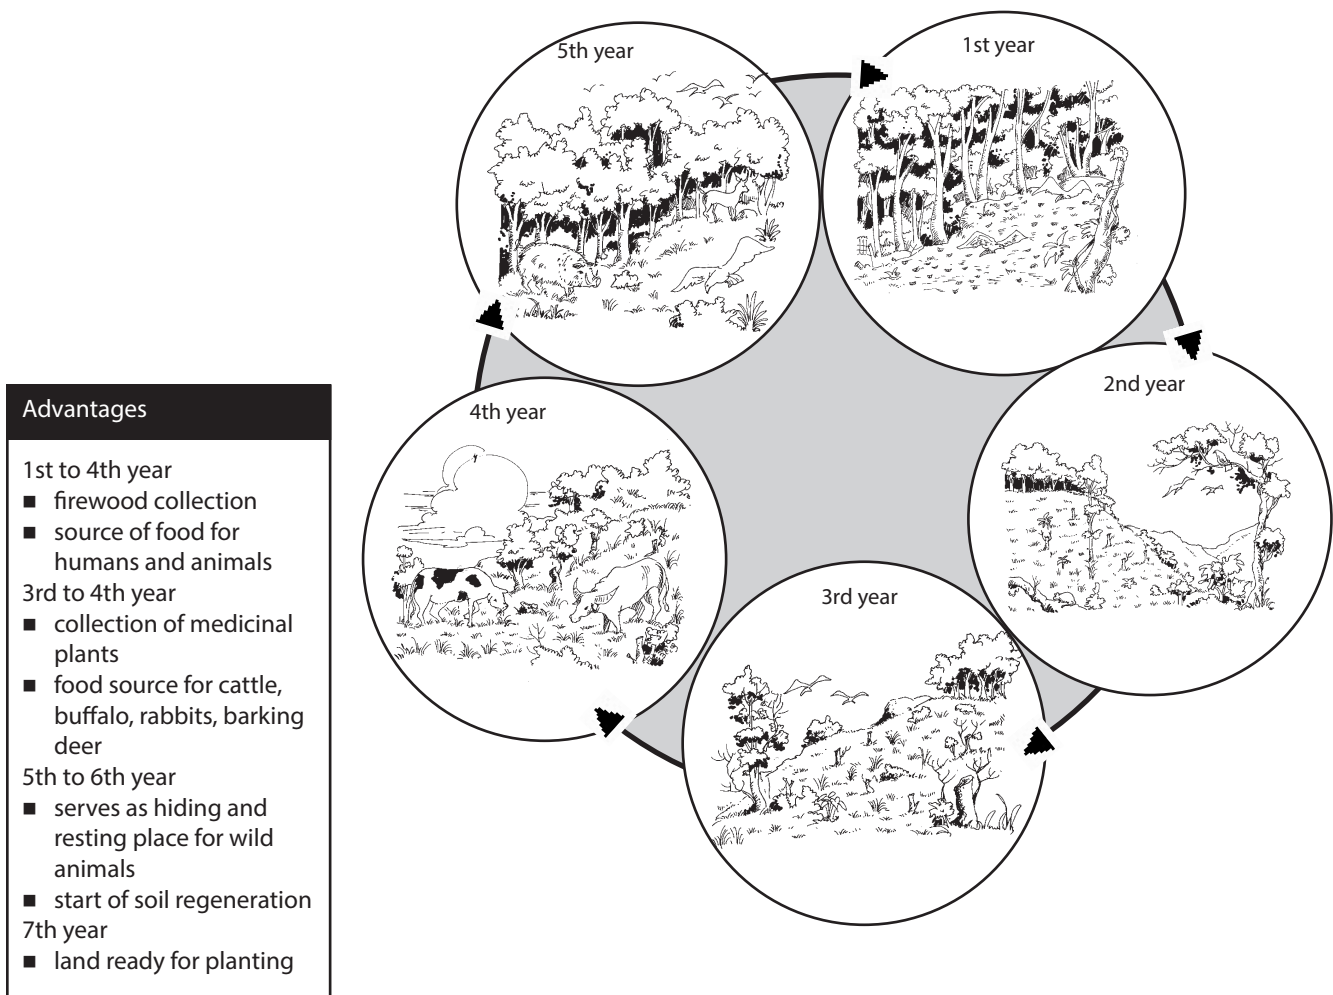 5th year
1st year
2nd year
4th year
3rd year
Advantages
1st to 4th year
■ firewood collection
■ source of food for
humans and animals
3rd to 4th year
■ collection of medicinal
plants
■ food source for cattle,
buffalo, rabbits, barking
deer
5th to 6th year
■ serves as hiding and
resting place for wild
animals
■ start of soil regeneration
7th year
■ land ready for planting